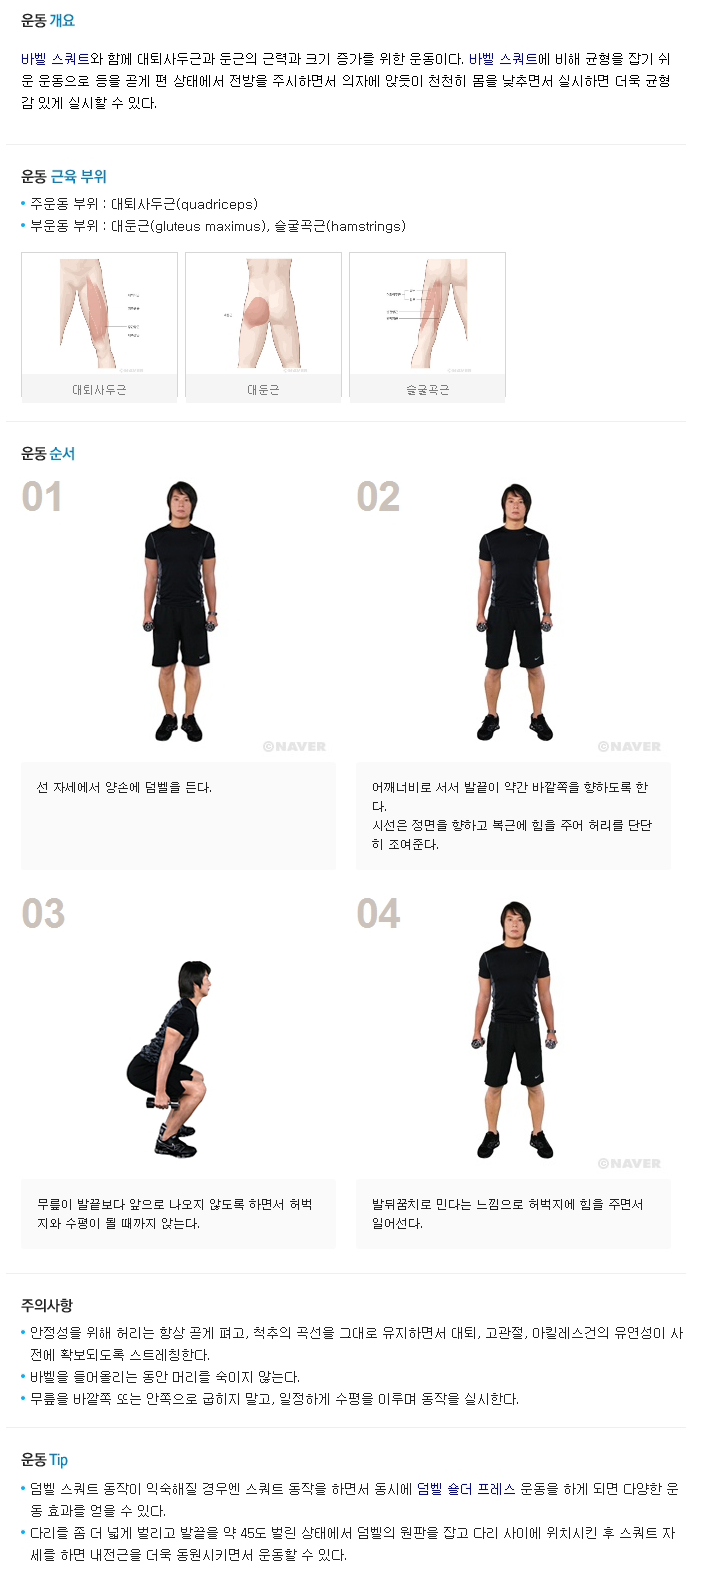 운동 개요
바벨 스쿼트와 함께 대퇴사두근과 둔근의 근력과 크기 증가를 위한 운동이다. 바벨 스쿼트에 비해 균형을 잡기 쉬
운 운동으로 등을 곧게 편 상태에서 전방을 주시하면서 의자에 앉듯이 천천히 몸을 낮추면서 실시하면 더욱 균형
감 있게 실시할 수 있다.
운동 근육 부위
주운동 부위 : 대퇴사두근(quadriceps)
부운동 부위 : 대둔근(gluteus maximus), 슬굴곡근(hamstrings)
©NAVER
©NAVER
©NAVER
대퇴사두근
대둔근
슬굴곡근
운동 순서
01
©NAVER
선 자세에서 양손에 덤벨을 든다.
02
©NAVER
어깨너비로 서서 발끝이 약간 바깥쪽을 향하도록 한
다.
시선은 정면을 향하고 복근에 힘을 주어 허리를 단단
히 조여준다.
03
무릎이 발끝보다 앞으로 나오지 않도록 하면서 허벅
지와 수평이 될 때까지 앉는다.
04
©NAVER
발뒤꿈치로 민다는 느낌으로 허벅지에 힘을 주면서
일어선다.
주의사항
안정성을 위해 허리는 항상 곧게 펴고, 척추의 곡선을 그대로 유지하면서 대퇴, 고관절, 아킬레스건의 유연성이 사
전에 확보되도록 스트레칭한다.
바벨을 들어올리는 동안 머리를 숙이지 않는다.
무릎을 바깥쪽 또는 안쪽으로 굽히지 말고, 일정하게 수평을 이루며 동작을 실시한다.
운동 Tip
덤벨 스쿼트 동작이 익숙해질 경우엔 스쿼트 동작을 하면서 동시에 덤벨 숄더 프레스 운동을 하게 되면 다양한 운
동 효과를 얻을 수 있다.
다리를 좀 더 넓게 벌리고 발끝을 약 45도 벌린 상태에서 덤벨의 원판을 잡고 다리 사이에 위치시킨 후 스쿼트 자
세를 하면 내전근을 더욱 동원시키면서 운동할 수 있다.